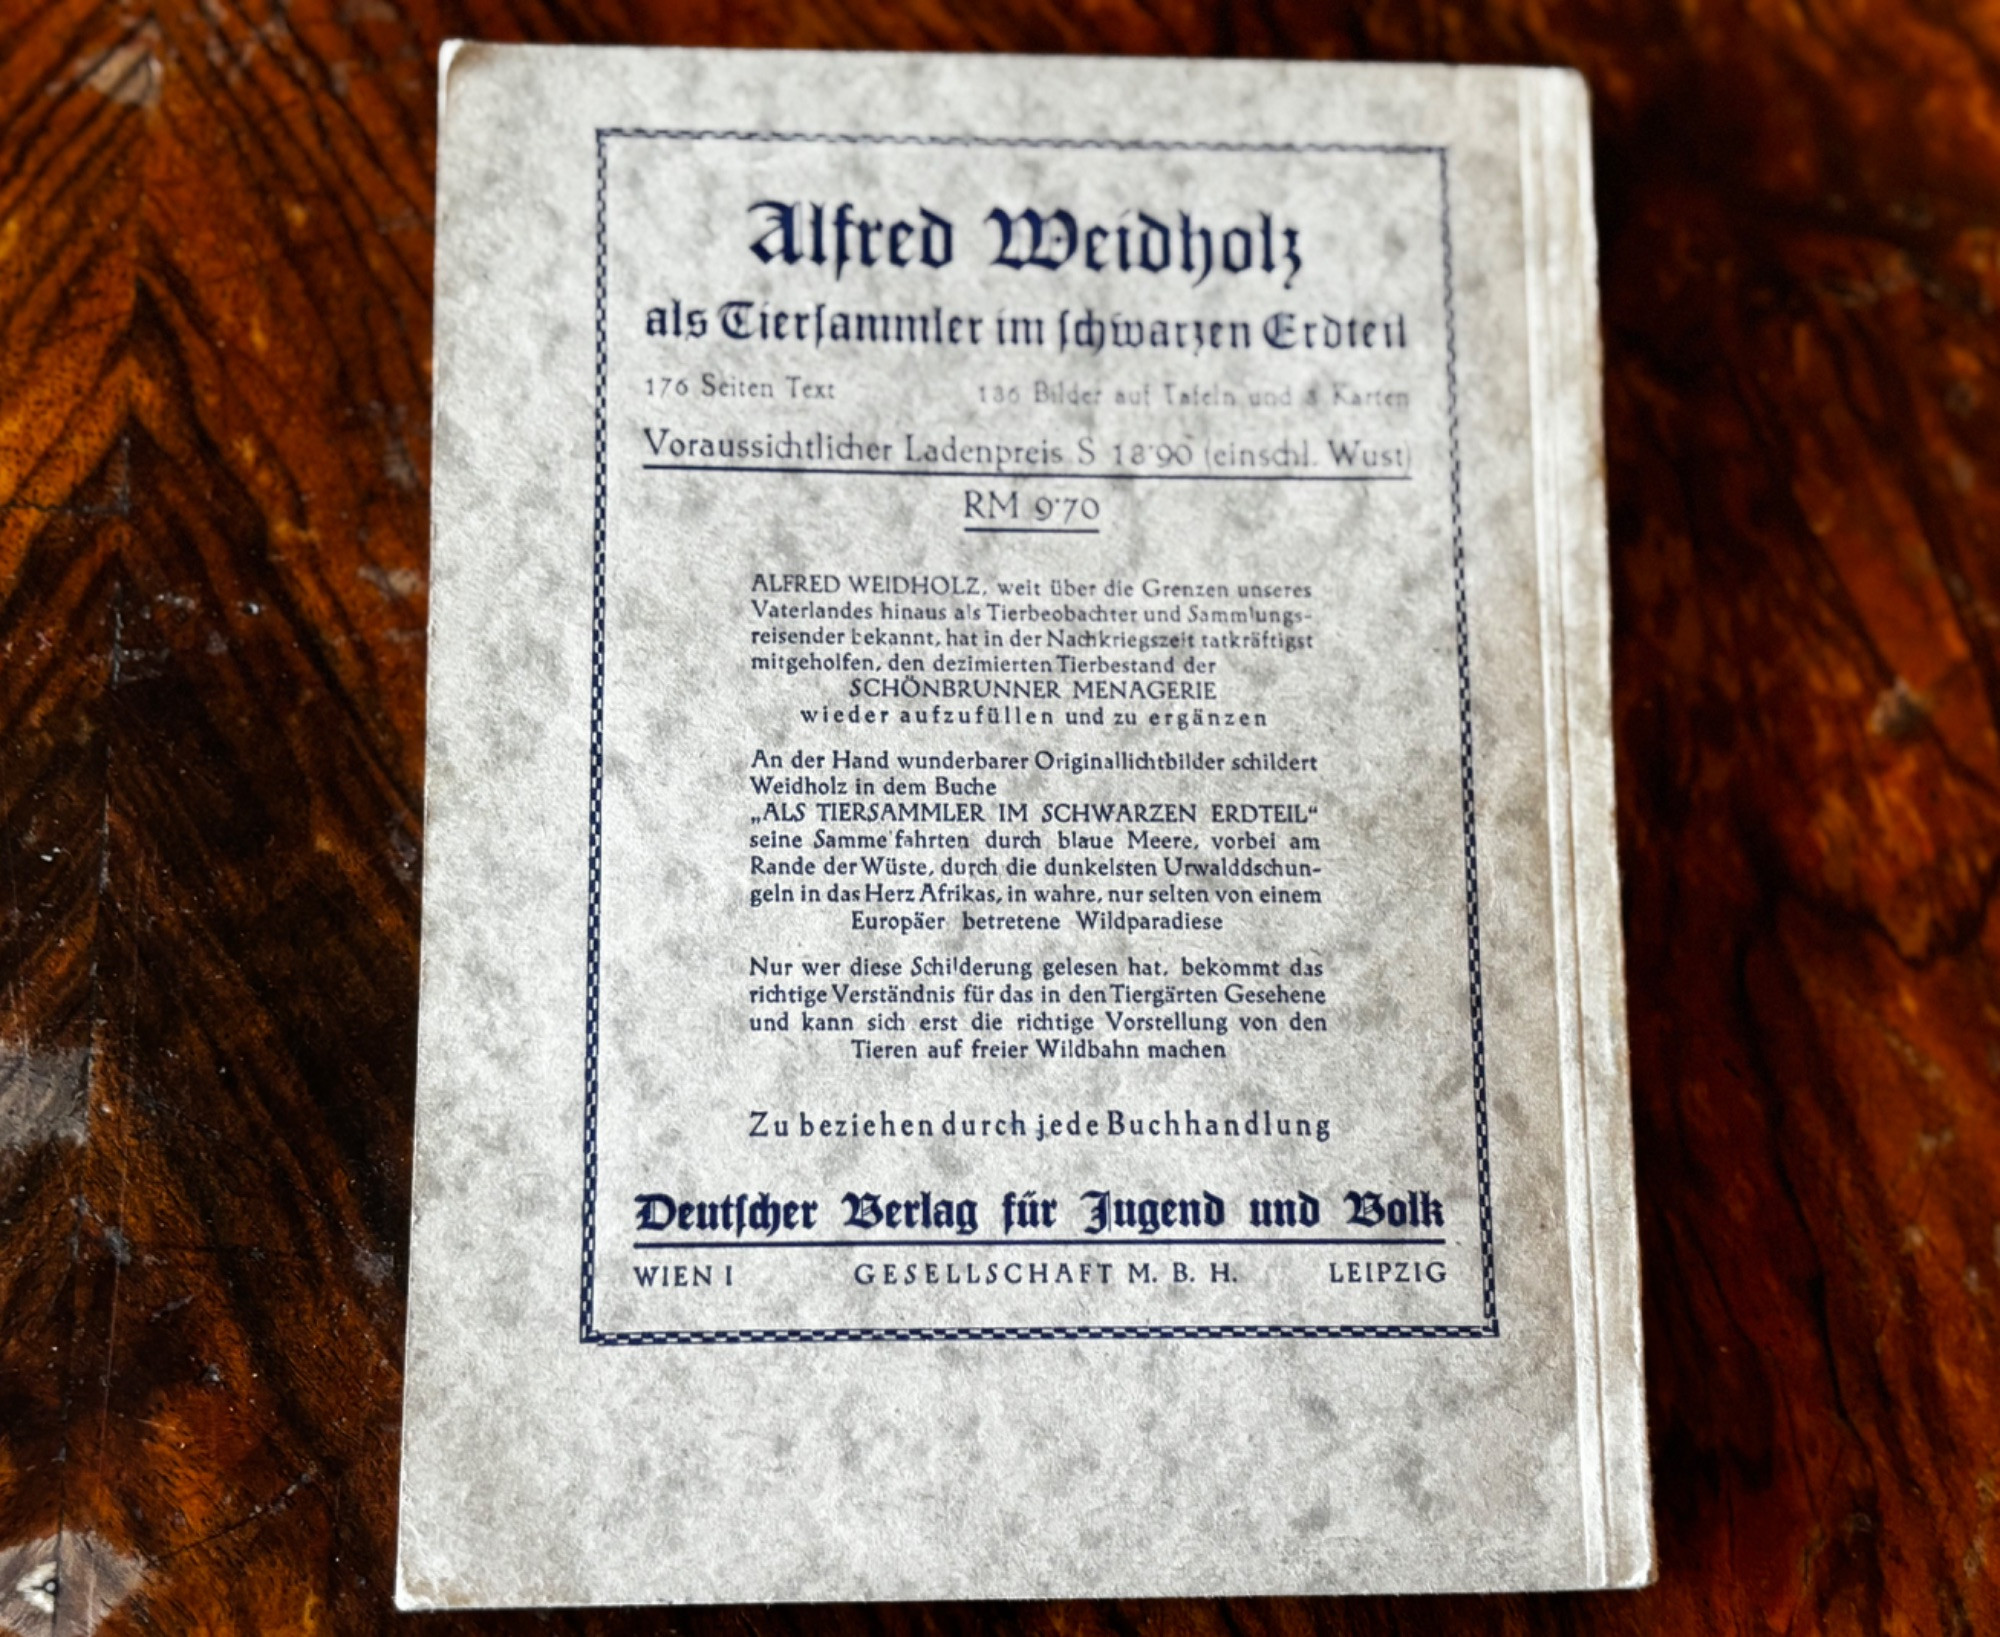 Alfred Weidholz
als Tiersammler im schwarzen Erdteil
176 Seiten Text 136 Bilder auf Tafeln und 3 Karten
Voraussichtlicher Ladenpreis S 18·90 (einschl. Wust)
RM 9·70
ALFRED WEIDHOLZ, weit über die Grenzen unseres
Vaterlandes hinaus als Tierbeobachter und Sammlungs-
reisender bekannt, hat in der Nachkriegszeit tatkräftigst
mitgeholfen, den dezimierten Tierbestand der
SCHÖNBRUNNER MENAGERIE
wieder aufzufüllen und zu ergänzen
An der Hand wunderbarer Originallichtbilder schildert
Weidholz in dem Buche
„ALS TIERSAMMLER IM SCHWARZEN ERDTEIL“
seine Sammelfahrten durch blaue Meere, vorbei am
Rande der Wüste, durch die dunkelsten Urwalddschun-
geln in das Herz Afrikas, in wahre, nur selten von einem
Europäer betretene Wildparadiese
Nur wer diese Schilderung gelesen hat, bekommt das
richtige Verständnis für das in den Tiergärten Gesehene
und kann sich erst die richtige Vorstellung von den
Tieren auf freier Wildbahn machen
Zu beziehen durch jede Buchhandlung
Deutscher Verlag für Jugend und Volk
WIEN I GESELLSCHAFT M. B. H. LEIPZIG